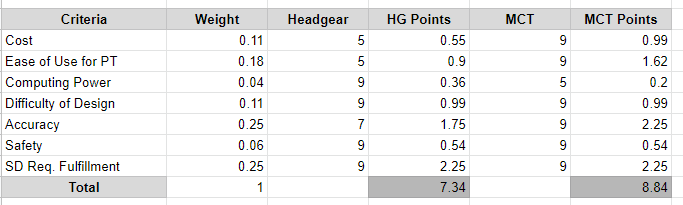 Criteria Weight Headgear HG Points MCT MCT Points
Cost 0.11 5 0.55 9 0.99
Ease of Use for PT 0.18 5 0.9 9 1.62
Computing Power 0.04 9 0.36 5 0.2
Difficulty of Design 0.11 9 0.99 9 0.99
Accuracy 0.25 7 1.75 9 2.25
Safety 0.06 9 0.54 9 0.54
SD Req. Fulfillment 0.25 9 2.25 9 2.25
Total 1 7.34 8.84